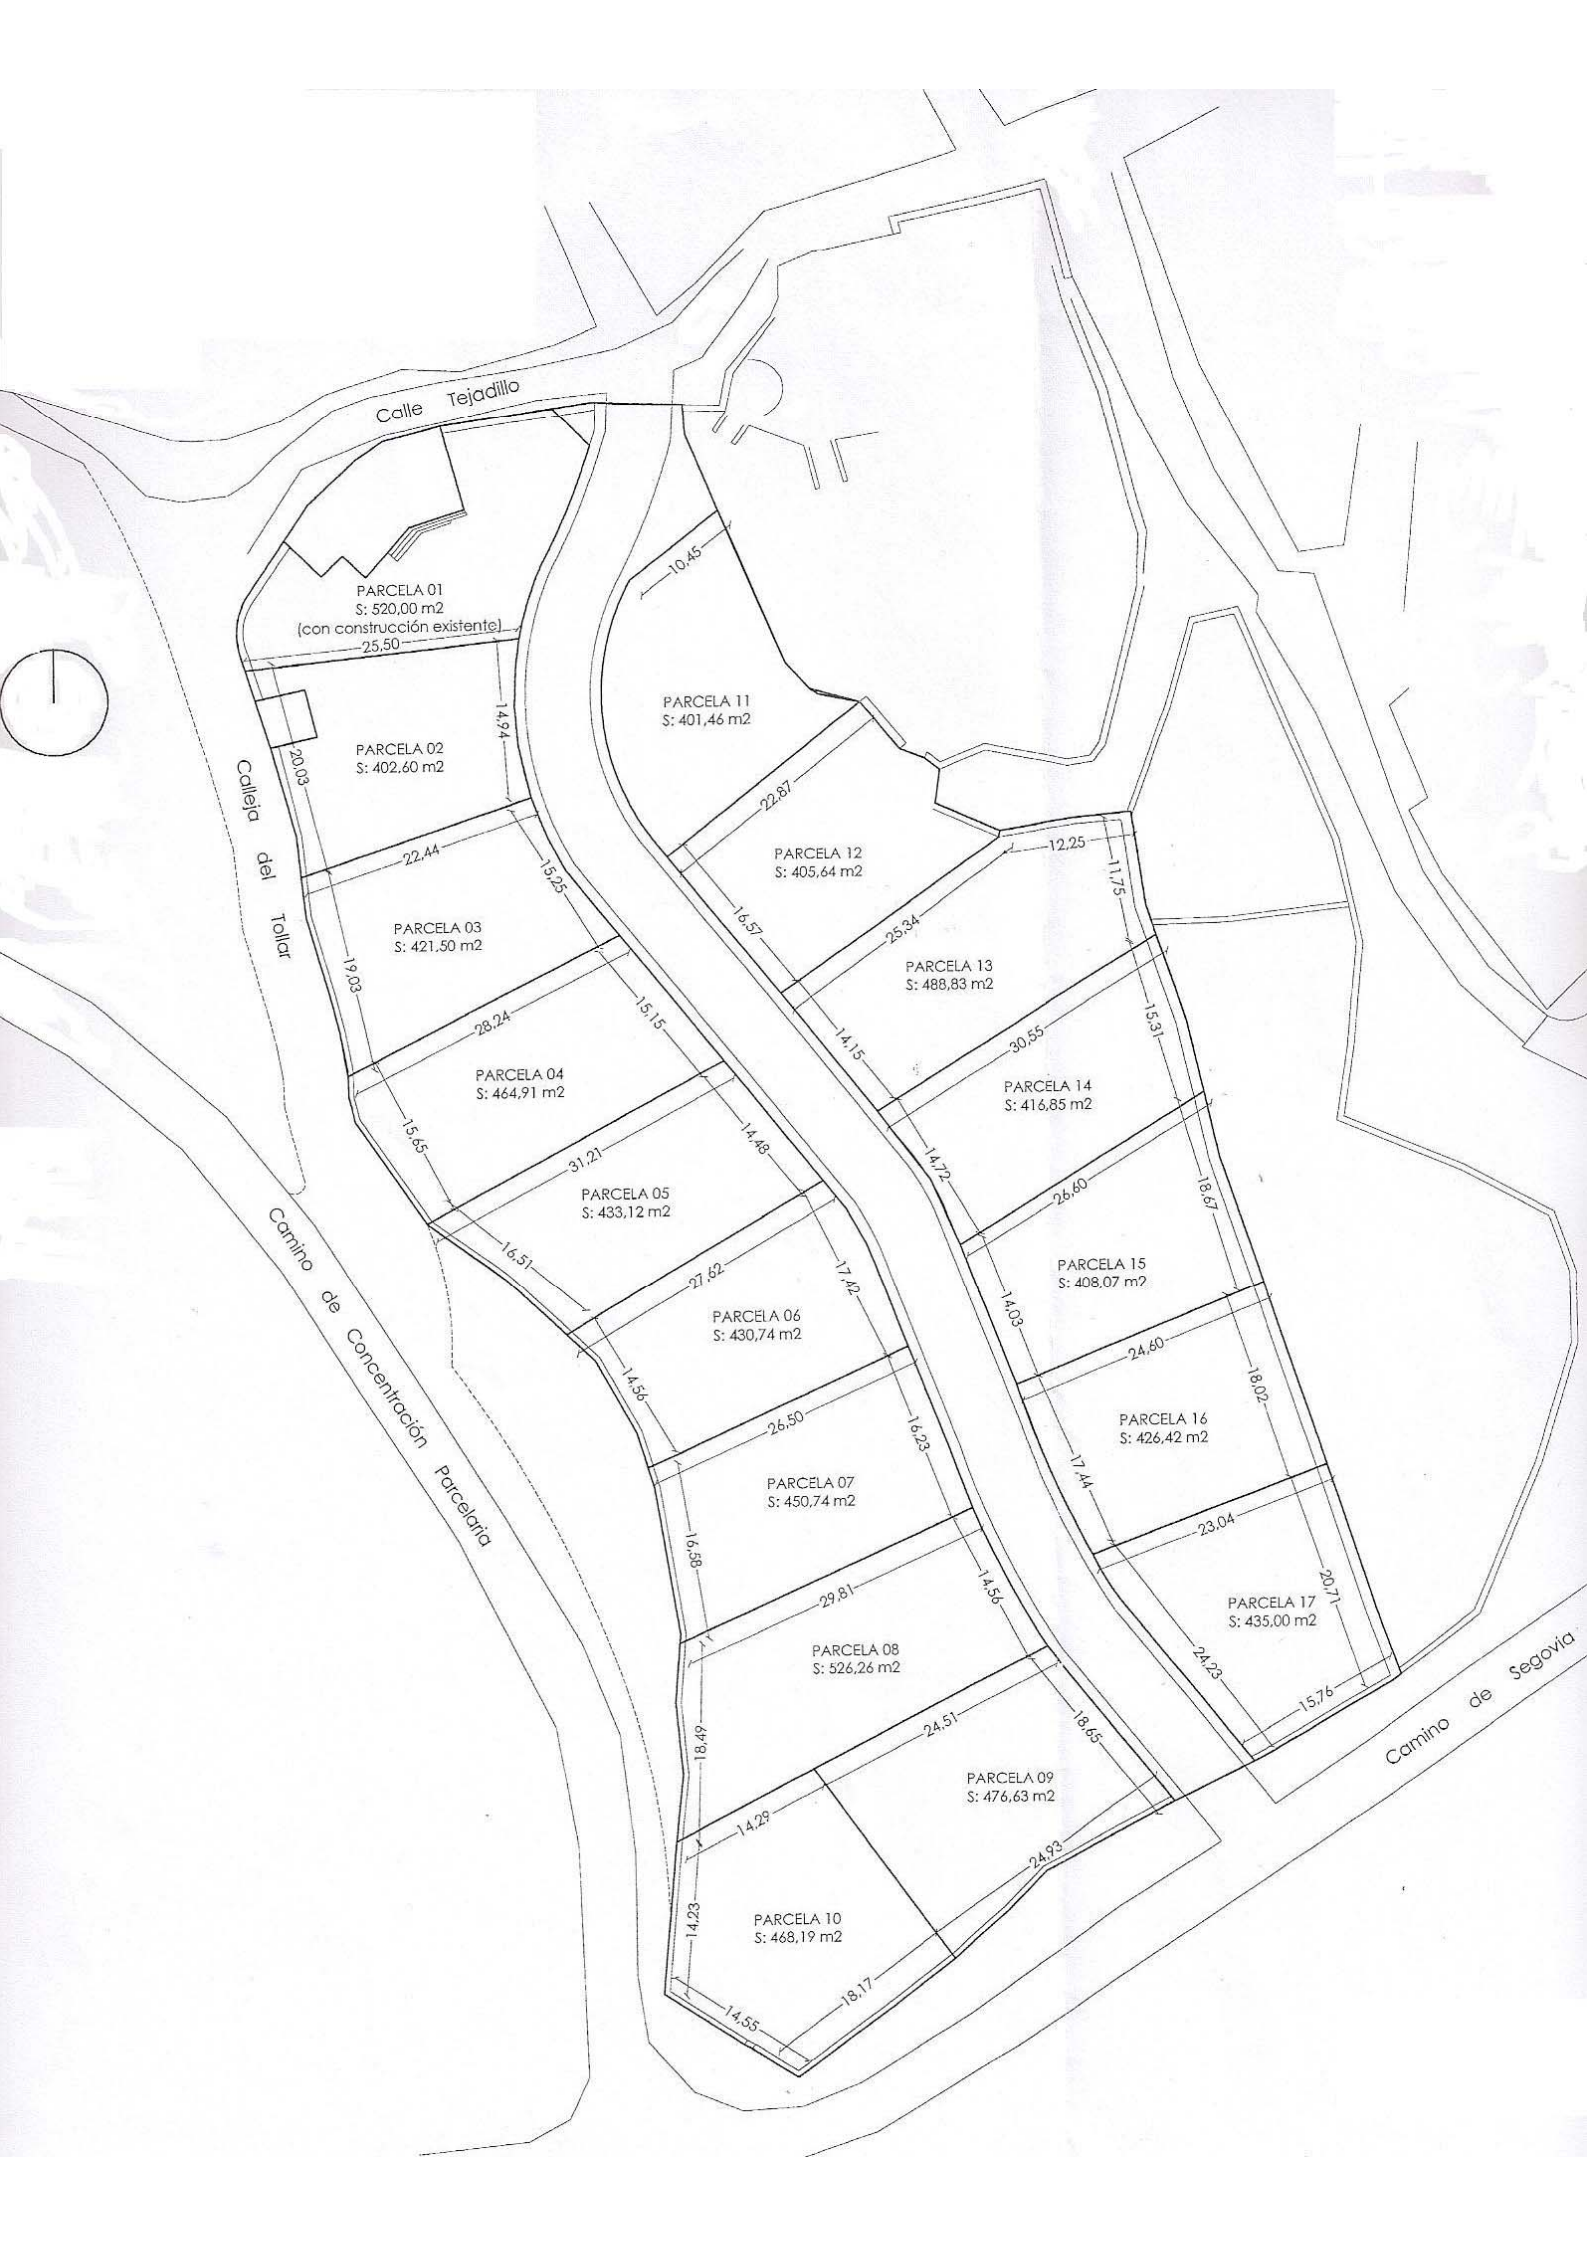 Calle Tejadillo
PARCELA 01
S: 520,00 m2
(con construcción existente)
25,50
10,45
PARCELA 11
S: 401,46 m2
14,94
PARCELA 02
S: 402,60 m2
20,03
Calleja del Tollar
22,87
22,44
15,25
PARCELA 12
S: 405,64 m2
12,25
11,75
16,57
25,34
PARCELA 03
S: 421,50 m2
19,03
PARCELA 13
S: 488,83 m2
28,24
15,15
14,15
15,31
30,55
PARCELA 04
S: 464,91 m2
PARCELA 14
S: 416,85 m2
15,65
14,48
31,21
14,72
26,60
18,67
PARCELA 05
S: 433,12 m2
16,51
27,62
17,42
PARCELA 15
S: 408,07 m2
14,03
Camino de Concentración Parcelaria
PARCELA 06
S: 430,74 m2
24,60
14,56
18,02
26,50
16,23
PARCELA 16
S: 426,42 m2
17,44
PARCELA 07
S: 450,74 m2
23,04
16,58
29,81
14,56
20,71
PARCELA 17
S: 435,00 m2
PARCELA 08
S: 526,26 m2
24,23
15,76
Camino de Segovia
18,49
24,51
18,65
PARCELA 09
S: 476,63 m2
14,29
24,93
14,23
PARCELA 10
S: 468,19 m2
18,17
14,55